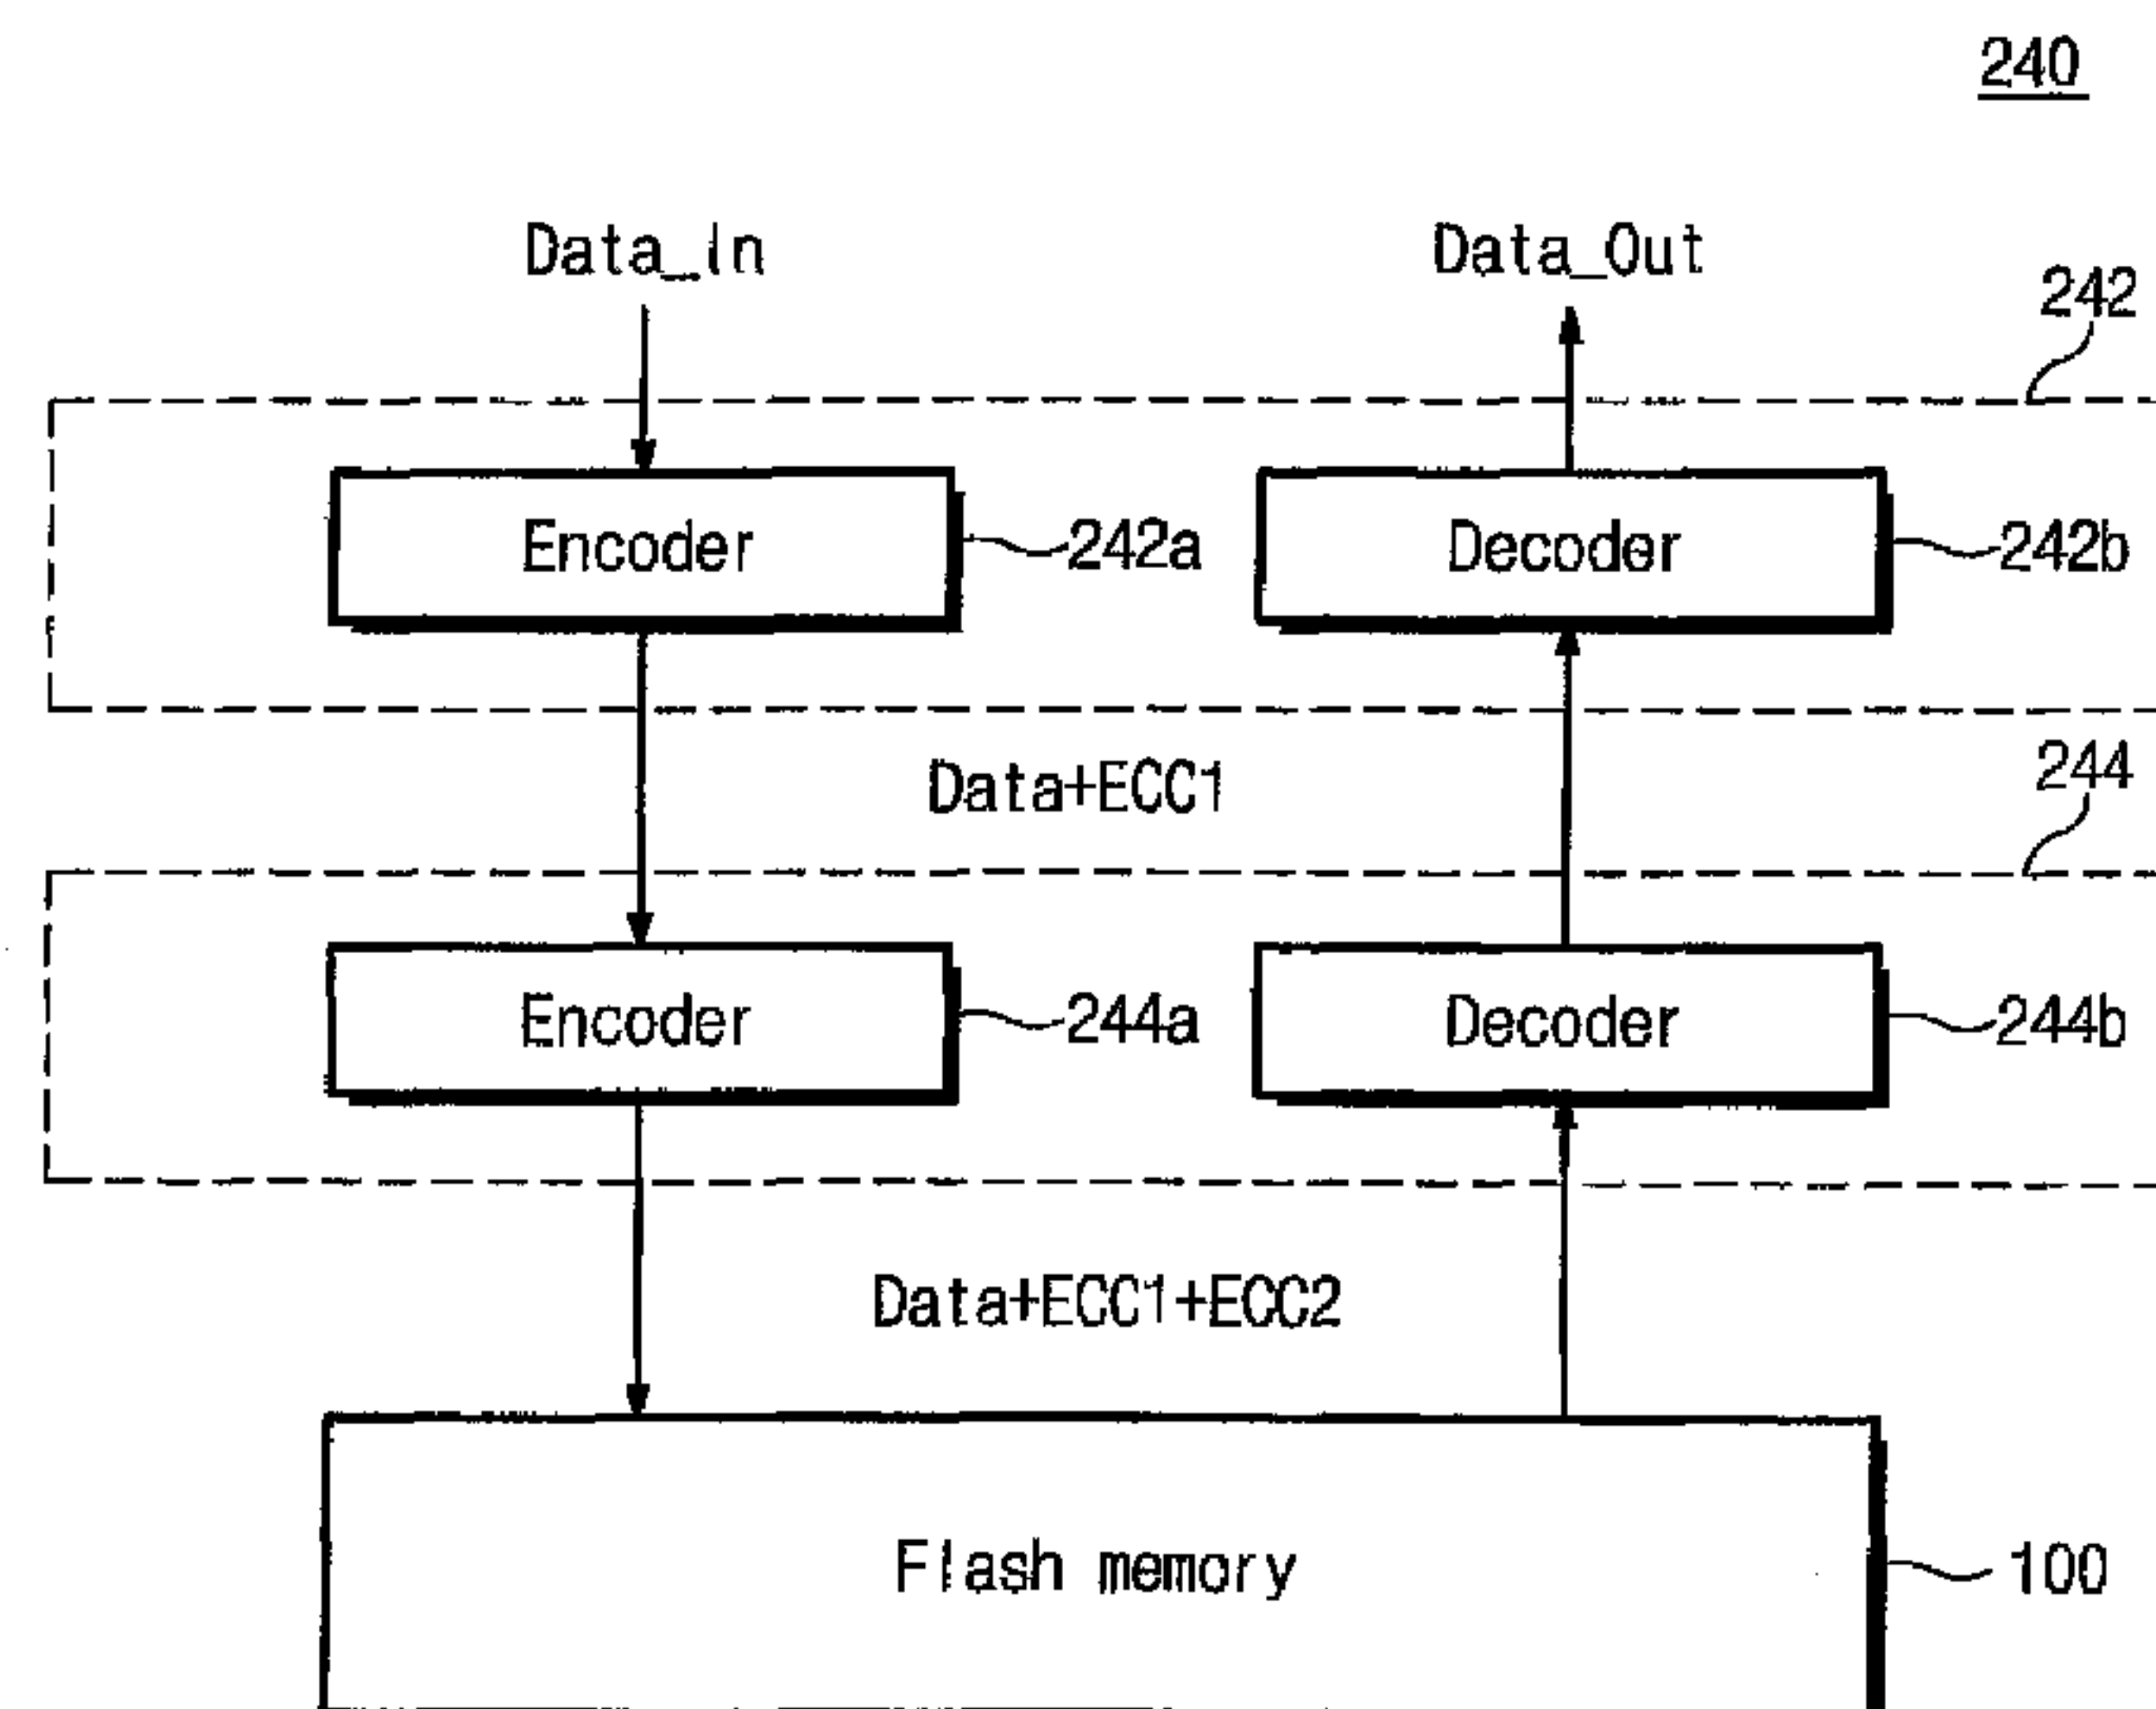 240
Data_In Data_Out
242
Encoder 242a Decoder 242b
Data+ECC1
244
Encoder 244a Decoder 244b
Data+ECC1+ECC2
Flash memory 100